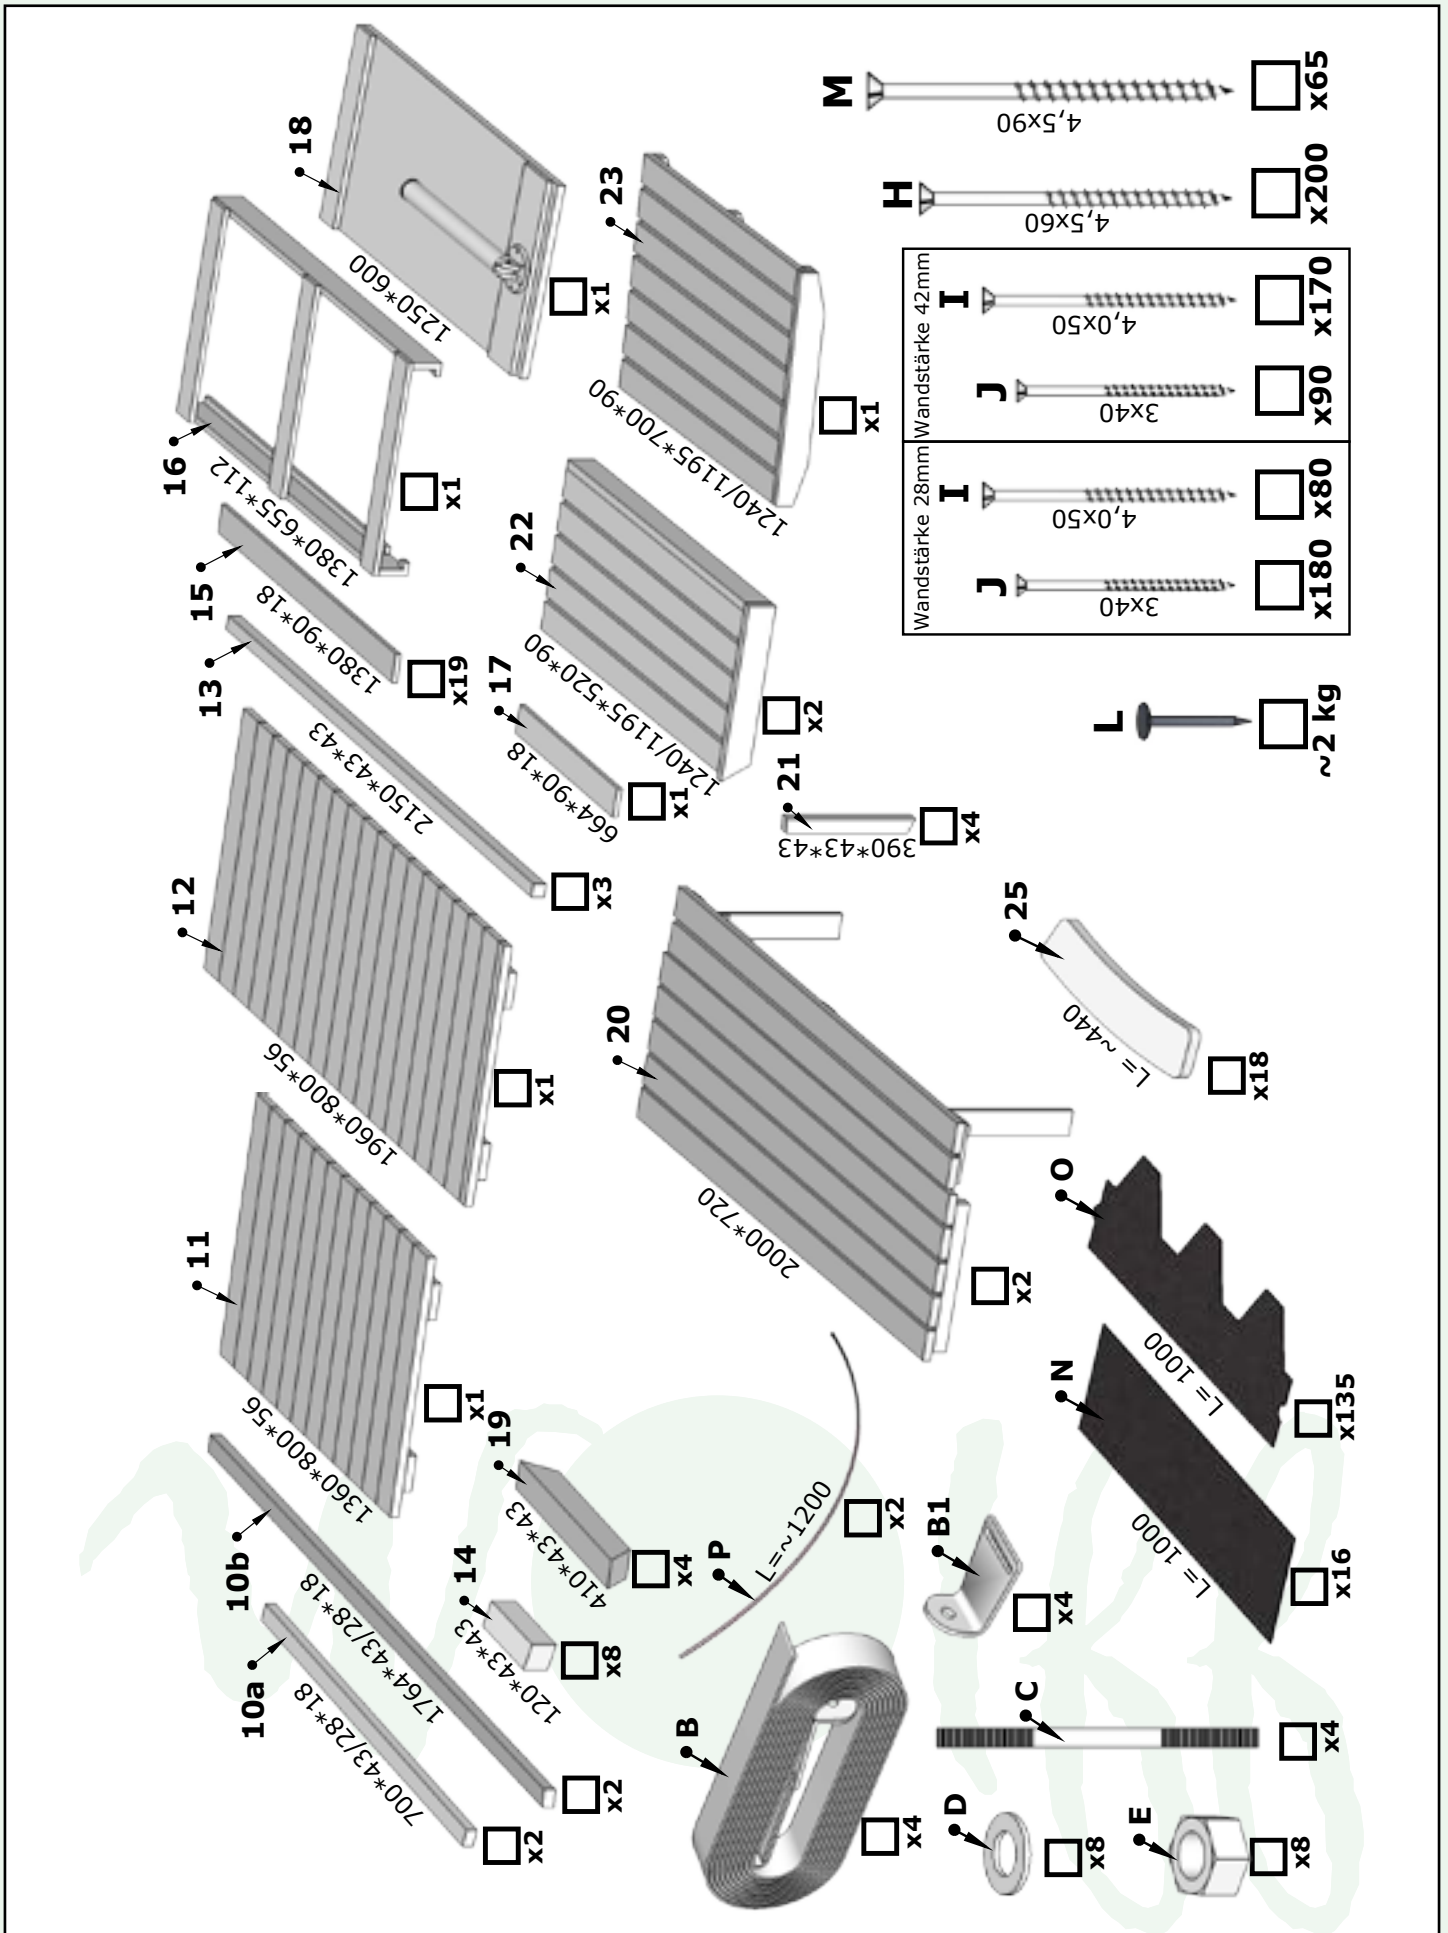 10a
700*43/28*18
x2
10b
1764*43/28*18
x2
11
1360*800*56
x1
12
1960*800*56
x1
13
2150*43*43
x3
15
1380*90*18
x19
16
1380*655*112
x1
18
1250*600
x1
14
120*43*43
x8
19
410*43*43
x4
17
664*90*18
x1
22
1240/1195*520*90
x2
23
1240/1195*700*90
x1
P
L=~1200
x2
20
2000*720
x2
21
390*43*43
x4
B
x4
B1
x4
C
x4
D
x8
E
x8
N
L= 1000
x16
O
L= 1000
x135
25
L= ~440
x18
L
~2 kg
Wandstärke 28mm
J
3x40
x180
I
4,0x50
x80
Wandstärke 42mm
J
3x40
x90
I
4,0x50
x170
H
4,5x60
x200
M
4,5x90
x65